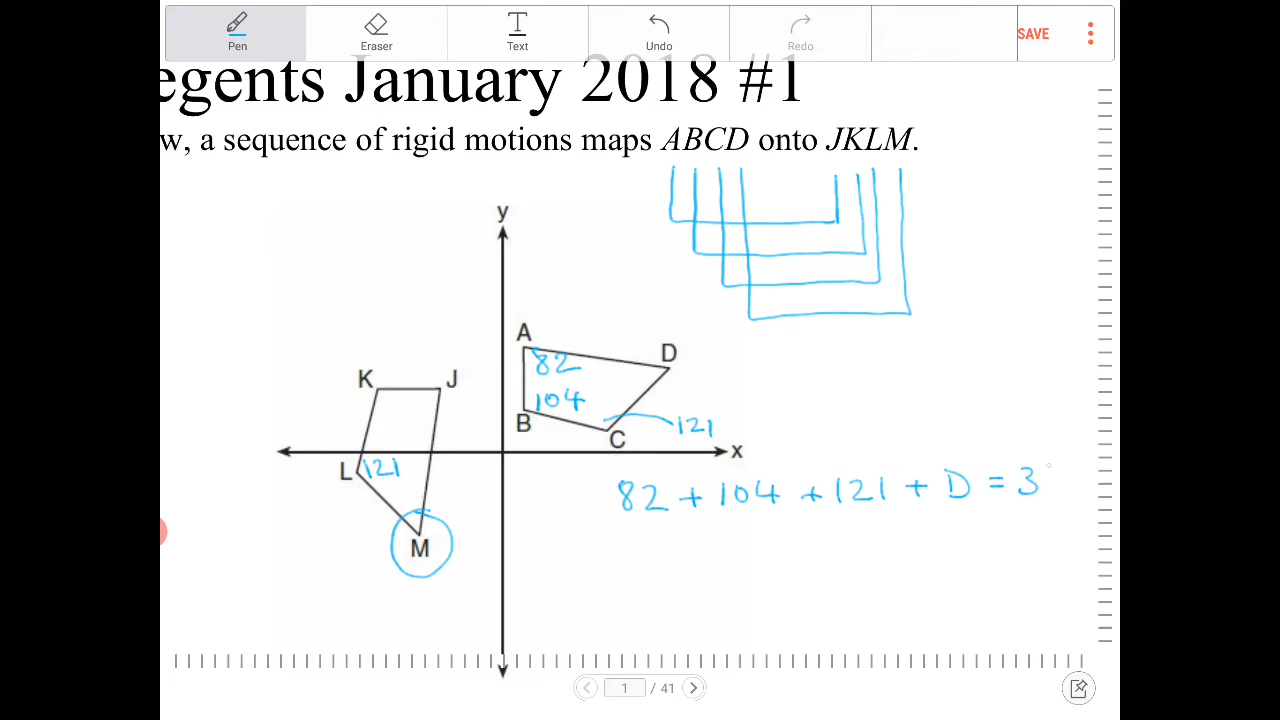 Pen
Eraser
Text
Undo
Redo
SAVE
egents January 2018 #1
w, a sequence of rigid motions maps ABCD onto JKLM.
y
A
82
D
K
J
104
B
121
C
x
L
121
82 + 104 + 121 + D = 3
M
1 / 41